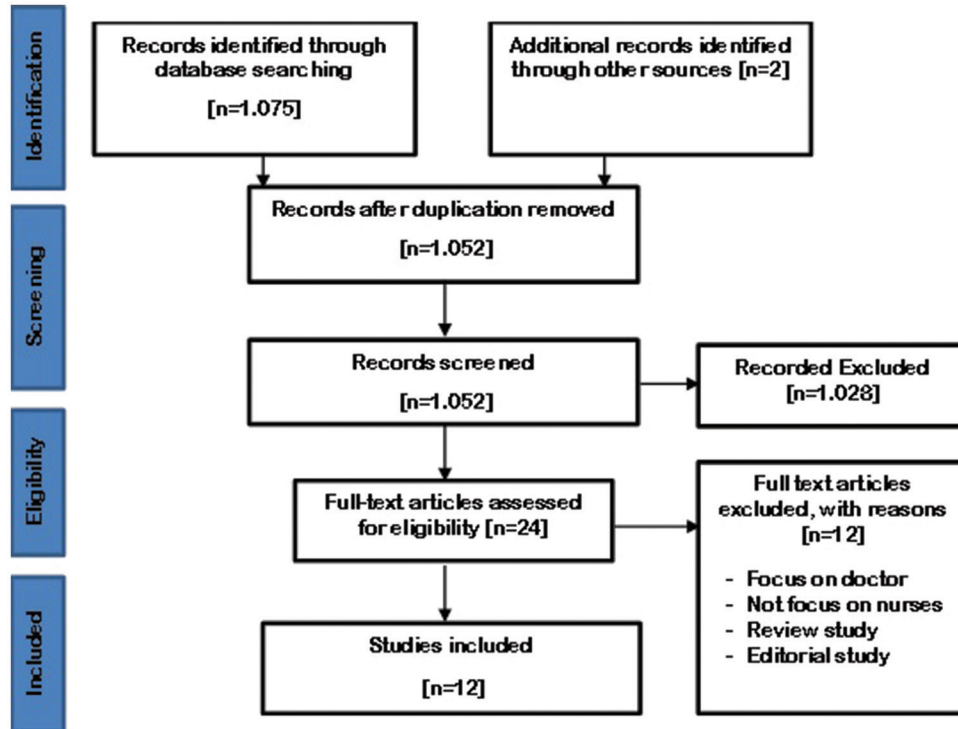 Identification
Records identified through
database searching
[n=1.075]
Additional records identified
through other sources [n=2]
Records after duplication removed
[n=1.052]
Screening
Records screened
[n=1.052]
Recorded Excluded
[n=1.028]
Eligibility
Full-text articles assessed
for eligibility [n=24]
Full text articles
excluded, with reasons
[n=12]
- Focus on doctor
- Not focus on nurses
- Review study
- Editorial study
Included
Studies included
[n=12]